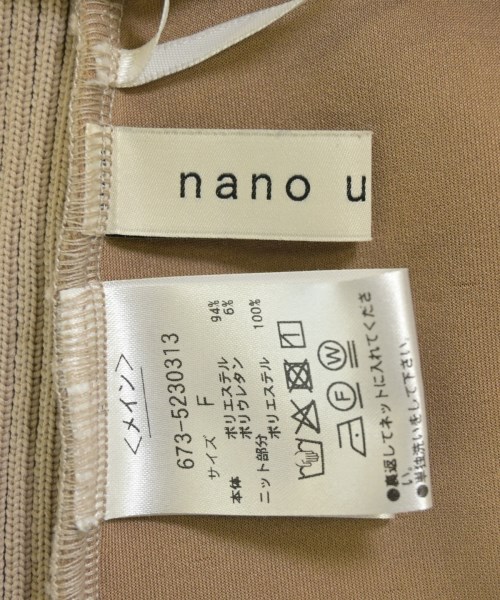 nano u
<メイン>
673-5230313
サイズ F
本体 ポリエステル 94%
ポリウレタン 6%
ニット部分 ポリエステル 100%
F W
●裏返してネットに入れてくださ
い。
●単独洗いをして下さい。